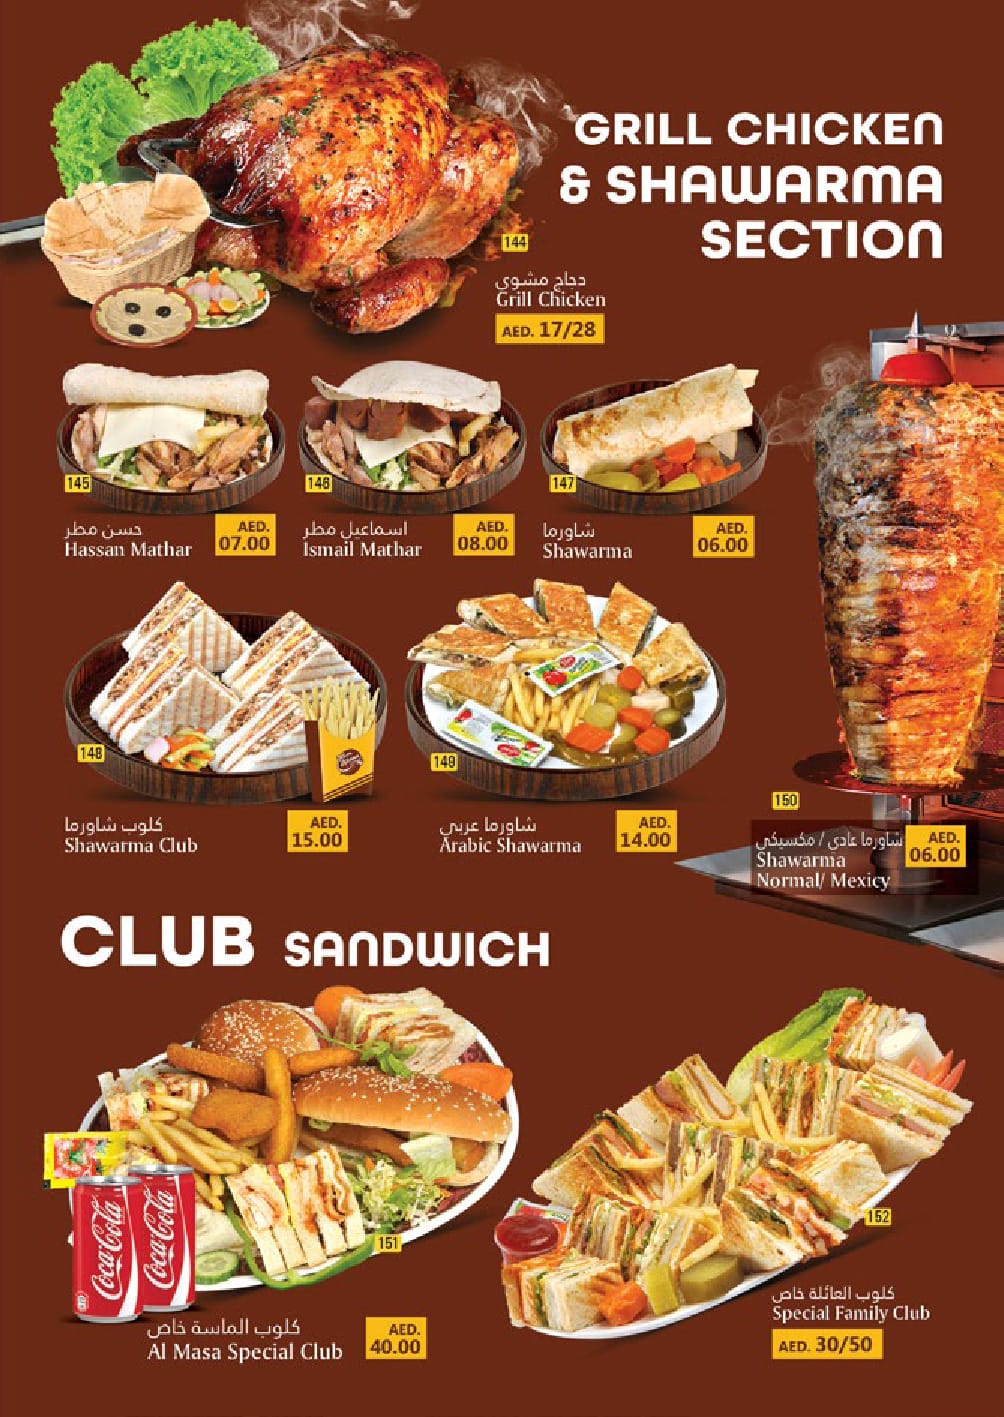 GRILL CHICKEN
& SHAWARMA
SECTION
144
دجاج مشوي
Grill Chicken
AED. 17/28
145
حسن مطر
Hassan Mathar
AED.
07.00
146
اسماعيل مطر
Ismail Mathar
AED.
08.00
147
شاورما
Shawarma
AED.
06.00
148
كلوب شاورما
Shawarma Club
AED.
15.00
149
شاورما عربي
Arabic Shawarma
AED.
14.00
150
شاورما عادي / مكسيكي
Shawarma
Normal/ Mexicy
AED.
06.00
CLUB SANDWICH
Coca-Cola
Coca-Cola
151
كلوب الماسة خاص
Al Masa Special Club
AED.
40.00
152
كلوب العائلة خاص
Special Family Club
AED. 30/50